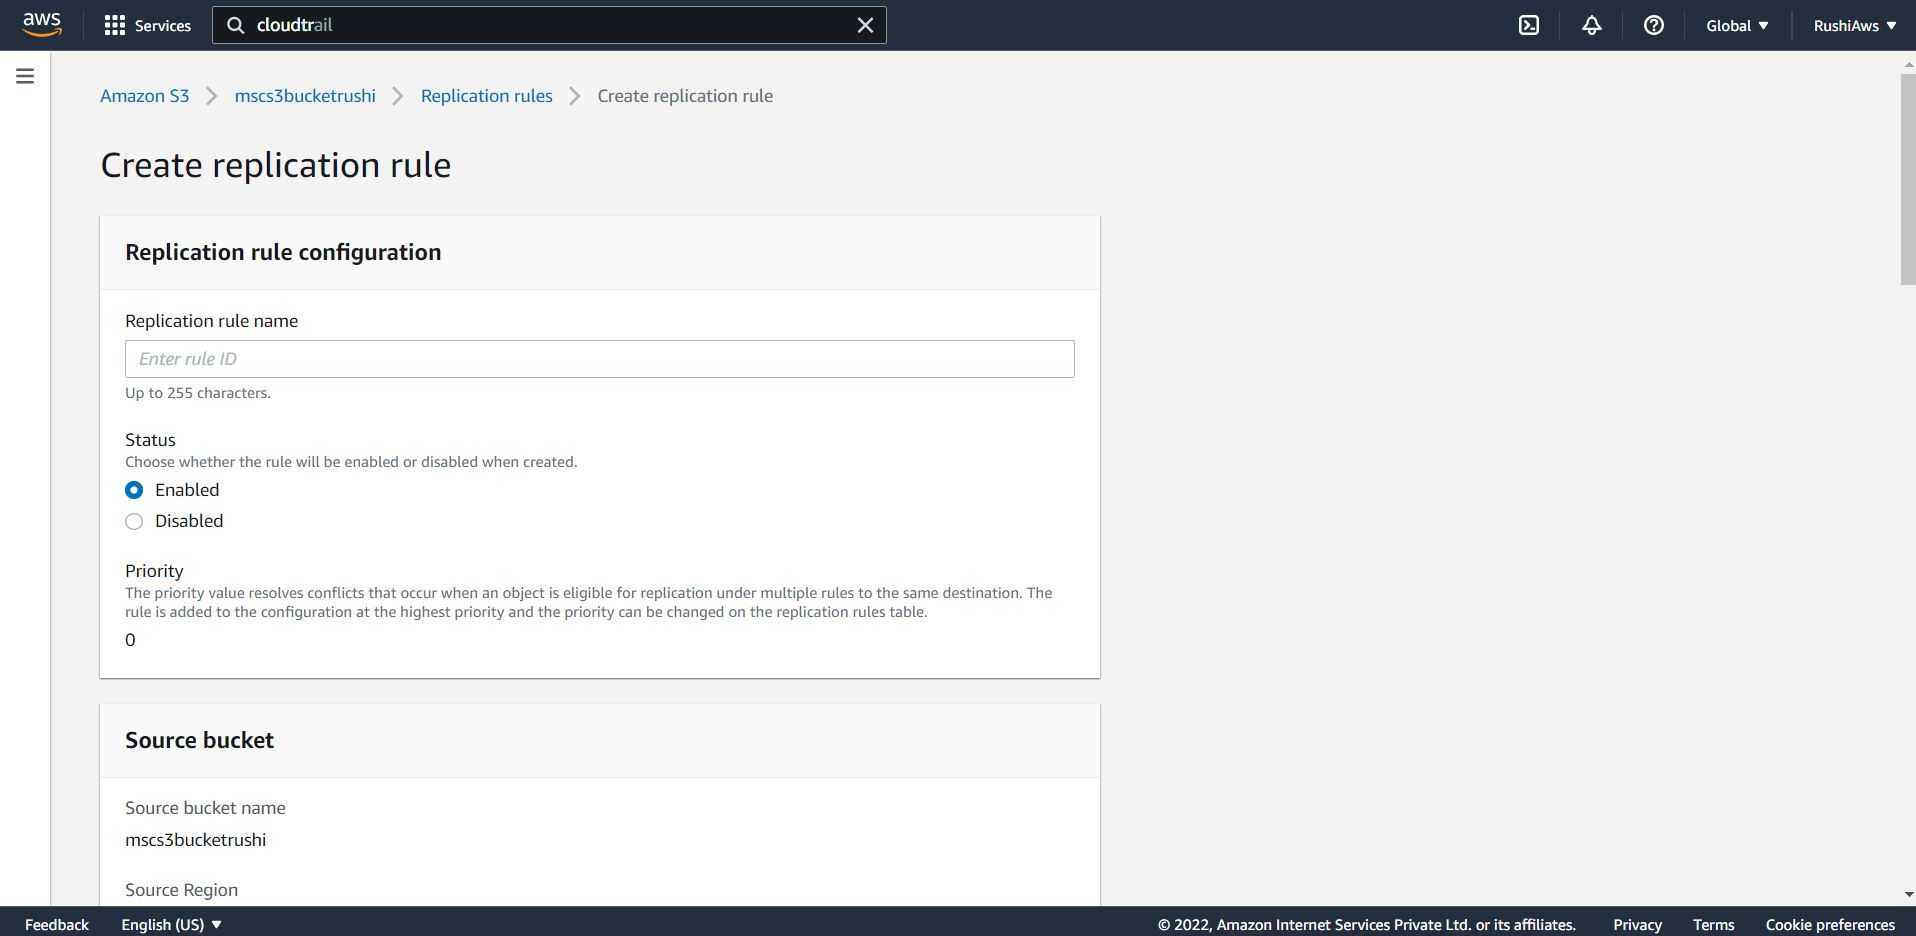 aws
Services
cloudtrail
Global
RushiAws
Amazon S3
mscs3bucketrushi
Replication rules
Create replication rule
Create replication rule
Replication rule configuration
Replication rule name
Enter rule ID
Up to 255 characters.
Status
Choose whether the rule will be enabled or disabled when created.
Enabled
Disabled
Priority
The priority value resolves conflicts that occur when an object is eligible for replication under multiple rules to the same destination. The
rule is added to the configuration at the highest priority and the priority can be changed on the replication rules table.
0
Source bucket
Source bucket name
mscs3bucketrushi
Source Region
Feedback
English (US)
© 2022, Amazon Internet Services Private Ltd. or its affiliates.
Privacy
Terms
Cookie preferences